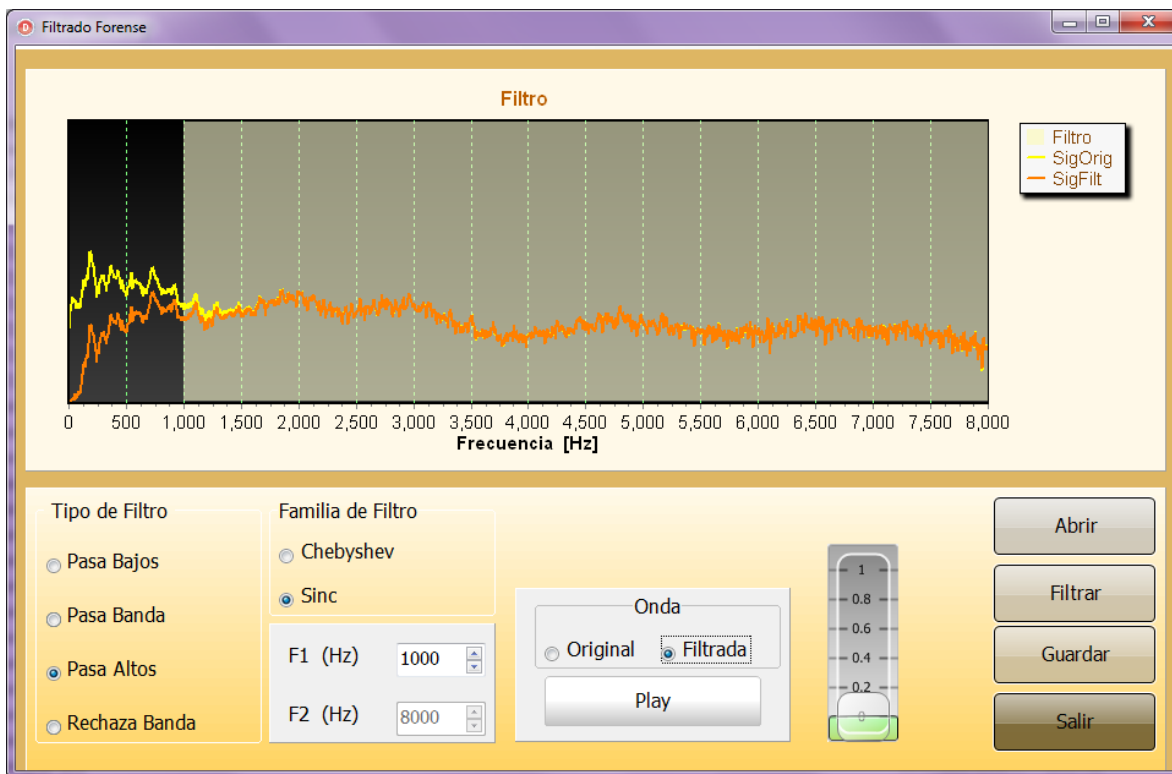 Filtrado Forense
Filtro
Filtro
SigOrig
SigFilt
0 500 1,000 1,500 2,000 2,500 3,000 3,500 4,000 4,500 5,000 5,500 6,000 6,500 7,000 7,500 8,000
Frecuencia [Hz]
Tipo de Filtro
Pasa Bajos
Pasa Banda
Pasa Altos
Rechaza Banda
Familia de Filtro
Chebyshev
Sinc
F1 (Hz) 1000
F2 (Hz) 8000
Onda
Original Filtrada
Play
1
0.8
0.6
0.4
0.2
0
Abrir
Filtrar
Guardar
Salir